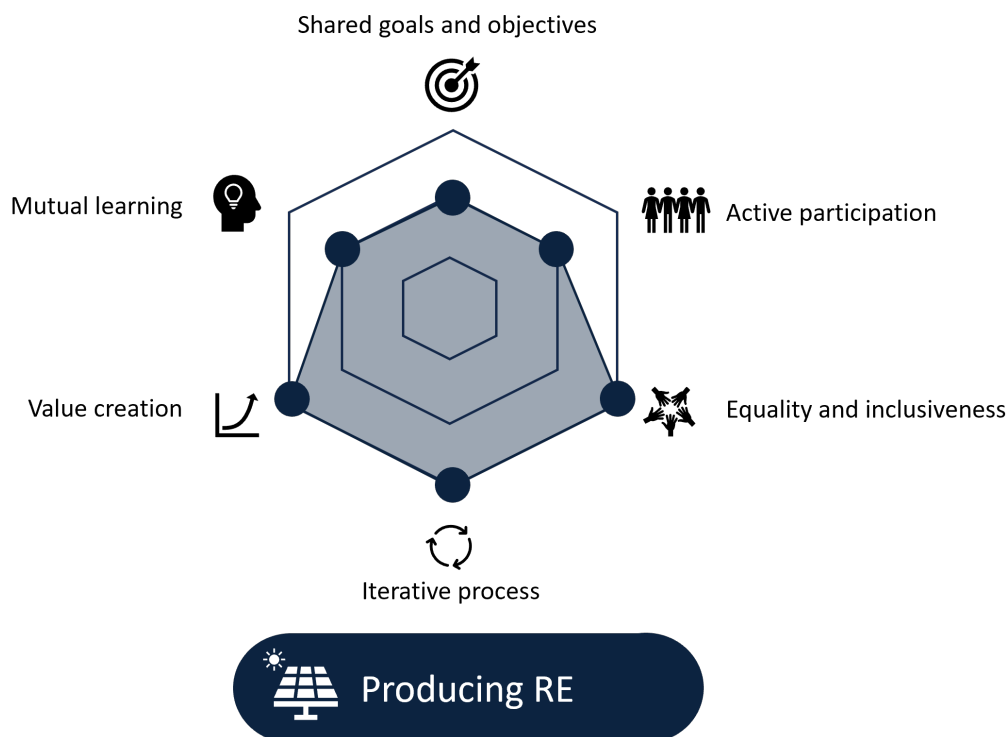 Shared goals and objectives
Mutual learning
Active participation
Value creation
Equality and inclusiveness
Iterative process
Producing RE